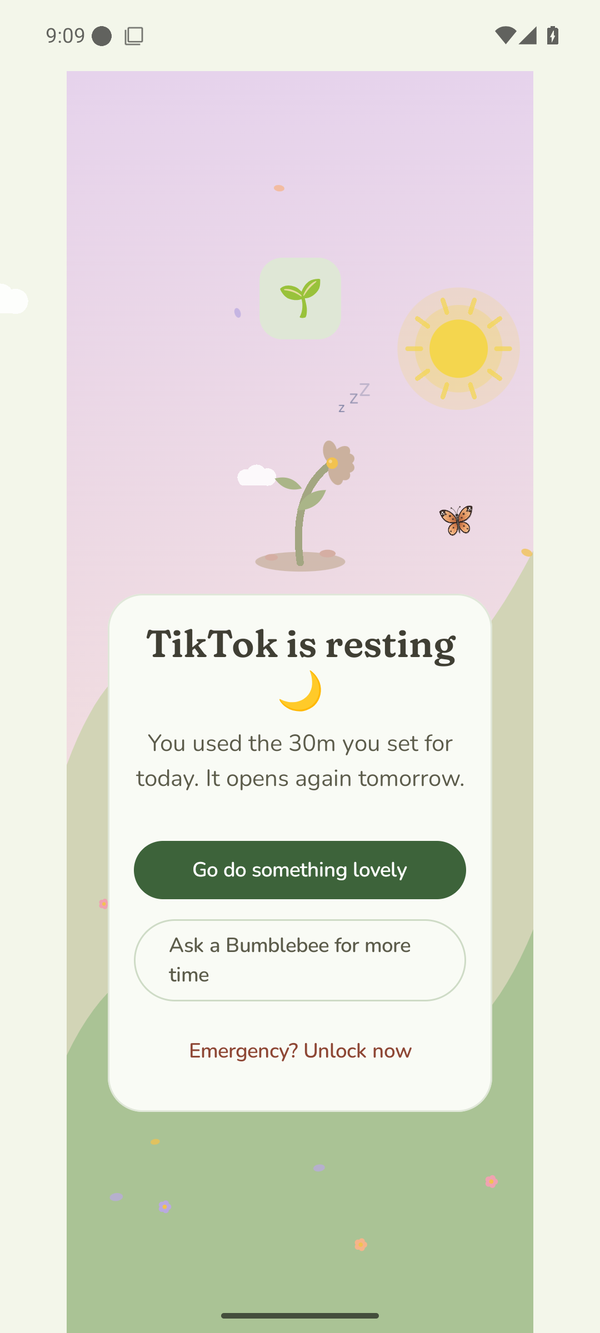 9:09
z z Z
TikTok is resting
🌙
You used the 30m you set for
today. It opens again tomorrow.
Go do something lovely
Ask a Bumblebee for more
time
Emergency? Unlock now